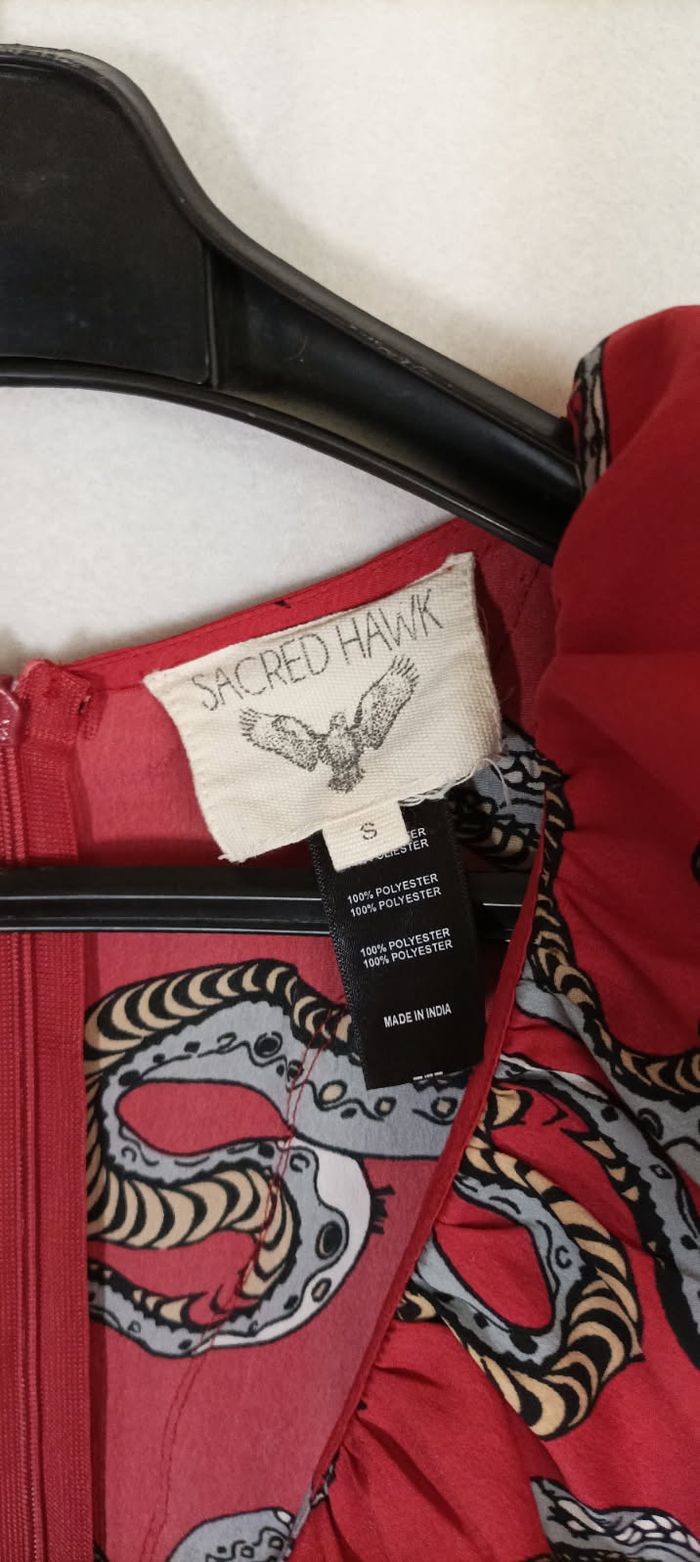 SACRED HAWK
S
100% POLYESTER
100% POLYESTER
100% POLYESTER
100% POLYESTER
MADE IN INDIA